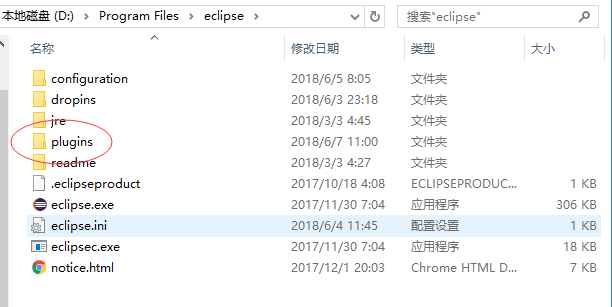 本地磁盘 (D:) > Program Files > eclipse > 搜索"eclipse"
名称 修改日期 类型 大小
configuration 2018/6/5 8:05 文件夹
dropins 2018/6/3 23:18 文件夹
jre 2018/3/3 4:45 文件夹
plugins 2018/6/7 11:00 文件夹
readme 2018/3/3 4:27 文件夹
.eclipseproduct 2017/10/18 4:08 ECLIPSEPRODUC... 1 KB
eclipse.exe 2017/11/30 7:04 应用程序 306 KB
eclipse.ini 2018/6/4 11:45 配置设置 1 KB
eclipsec.exe 2017/11/30 7:04 应用程序 18 KB
notice.html 2017/12/1 20:03 Chrome HTML D... 7 KB